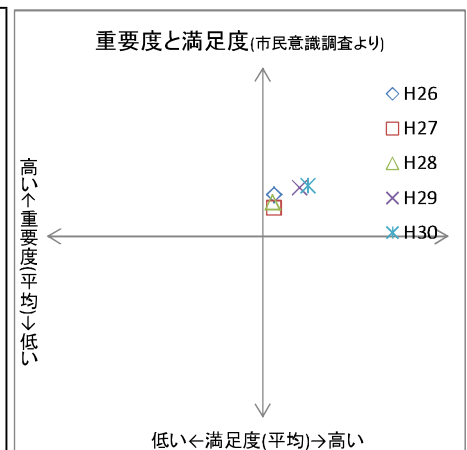 重要度と満足度(市民意識調査より)
H26
H27
H28
H29
H30
高い↑重要度(平均)↓低い
低い←満足度(平均)→高い